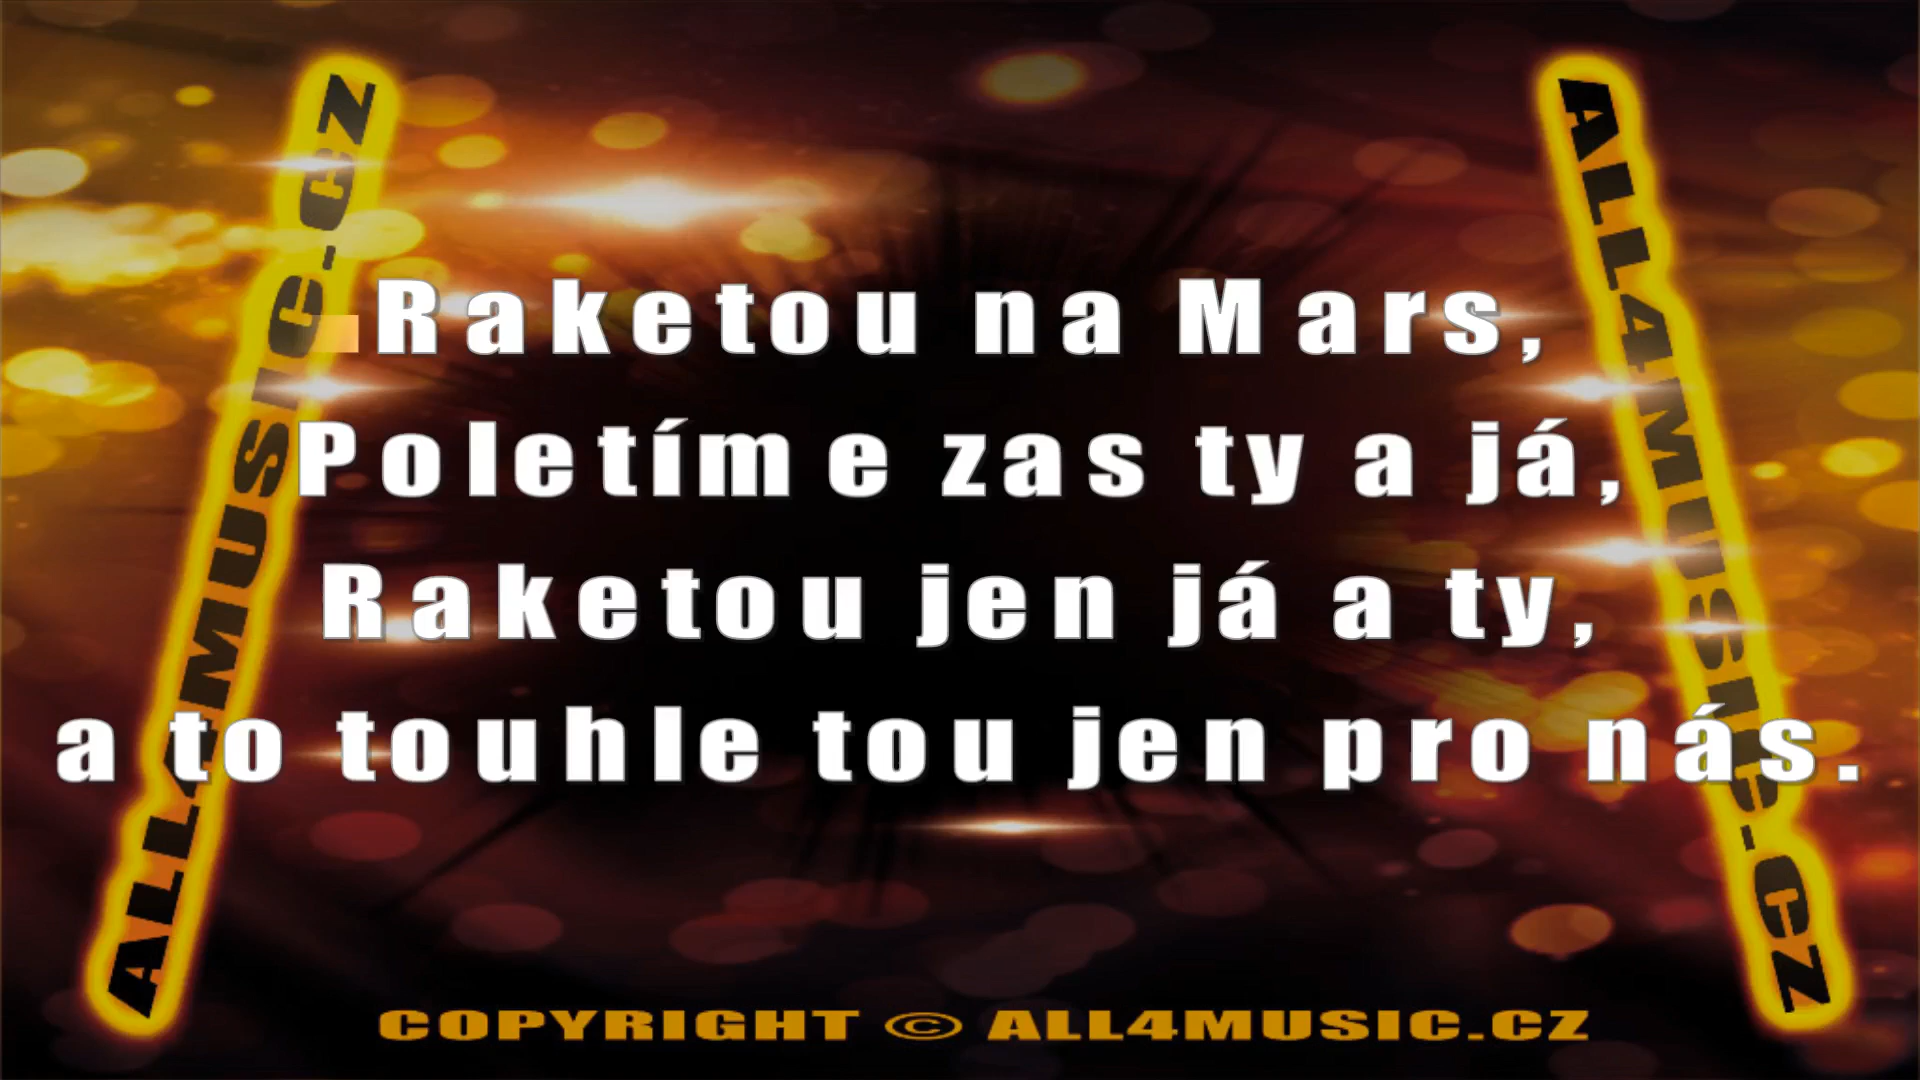 ALL4MUSIC.CZ
ALL4MUSIC.CZ
Raketou na Mars,
Poletíme zas ty a já,
Raketou jen já a ty,
a to touhle tou jen pro nás.
COPYRIGHT © ALL4MUSIC.CZ